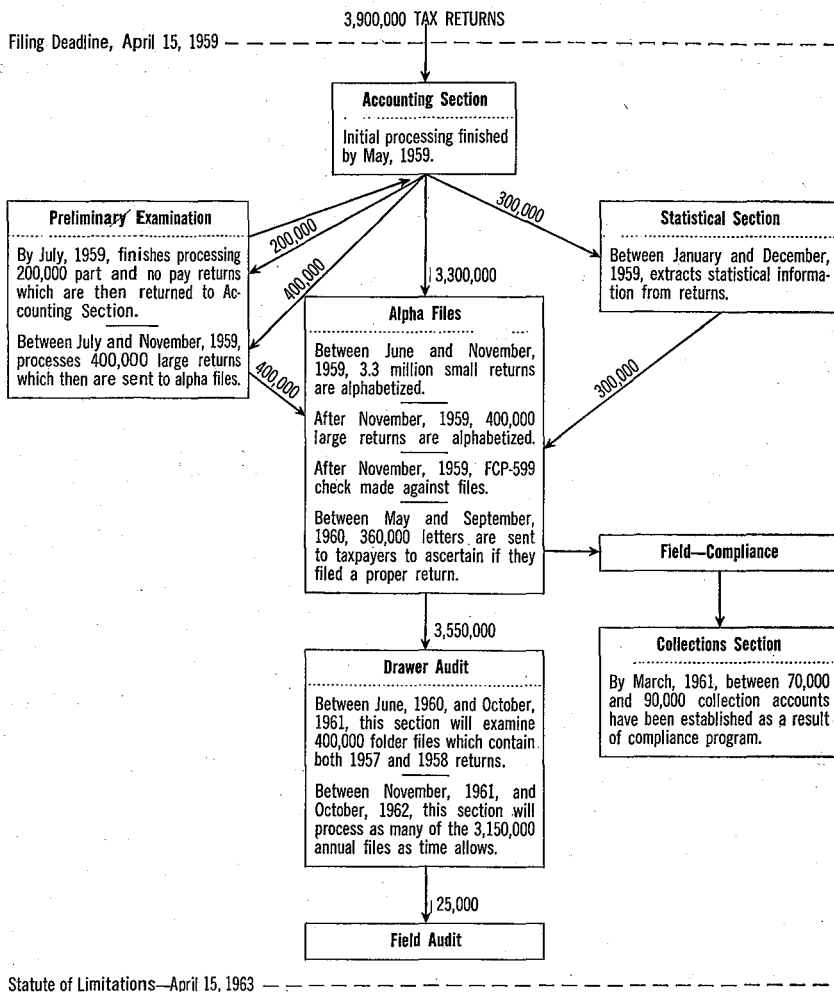 3,900,000 TAX RETURNS
Filing Deadline, April 15, 1959
Accounting Section
Initial processing finished
by May, 1959.
Preliminary Examination
By July, 1959, finishes processing
200,000 part and no pay returns
which are then returned to Ac-
counting Section.
Between July and November, 1959,
processes 400,000 large returns
which then are sent to alpha files.
200,000
400,000
400,000
3,300,000
300,000
Statistical Section
Between January and December,
1959, extracts statistical informa-
tion from returns.
300,000
Alpha Files
Between June and November,
1959, 3.3 million small returns
are alphabetized.
After November, 1959, 400,000
large returns are alphabetized.
After November, 1959, FCP-599
check made against files.
Between May and September,
1960, 360,000 letters are sent
to taxpayers to ascertain if they
filed a proper return.
Field—Compliance
Collections Section
By March, 1961, between 70,000
and 90,000 collection accounts
have been established as a result
of compliance program.
3,550,000
Drawer Audit
Between June, 1960, and October,
1961, this section will examine
400,000 folder files which contain
both 1957 and 1958 returns.
Between November, 1961, and
October, 1962, this section will
process as many of the 3,150,000
annual files as time allows.
25,000
Field Audit
Statute of Limitations—April 15, 1963